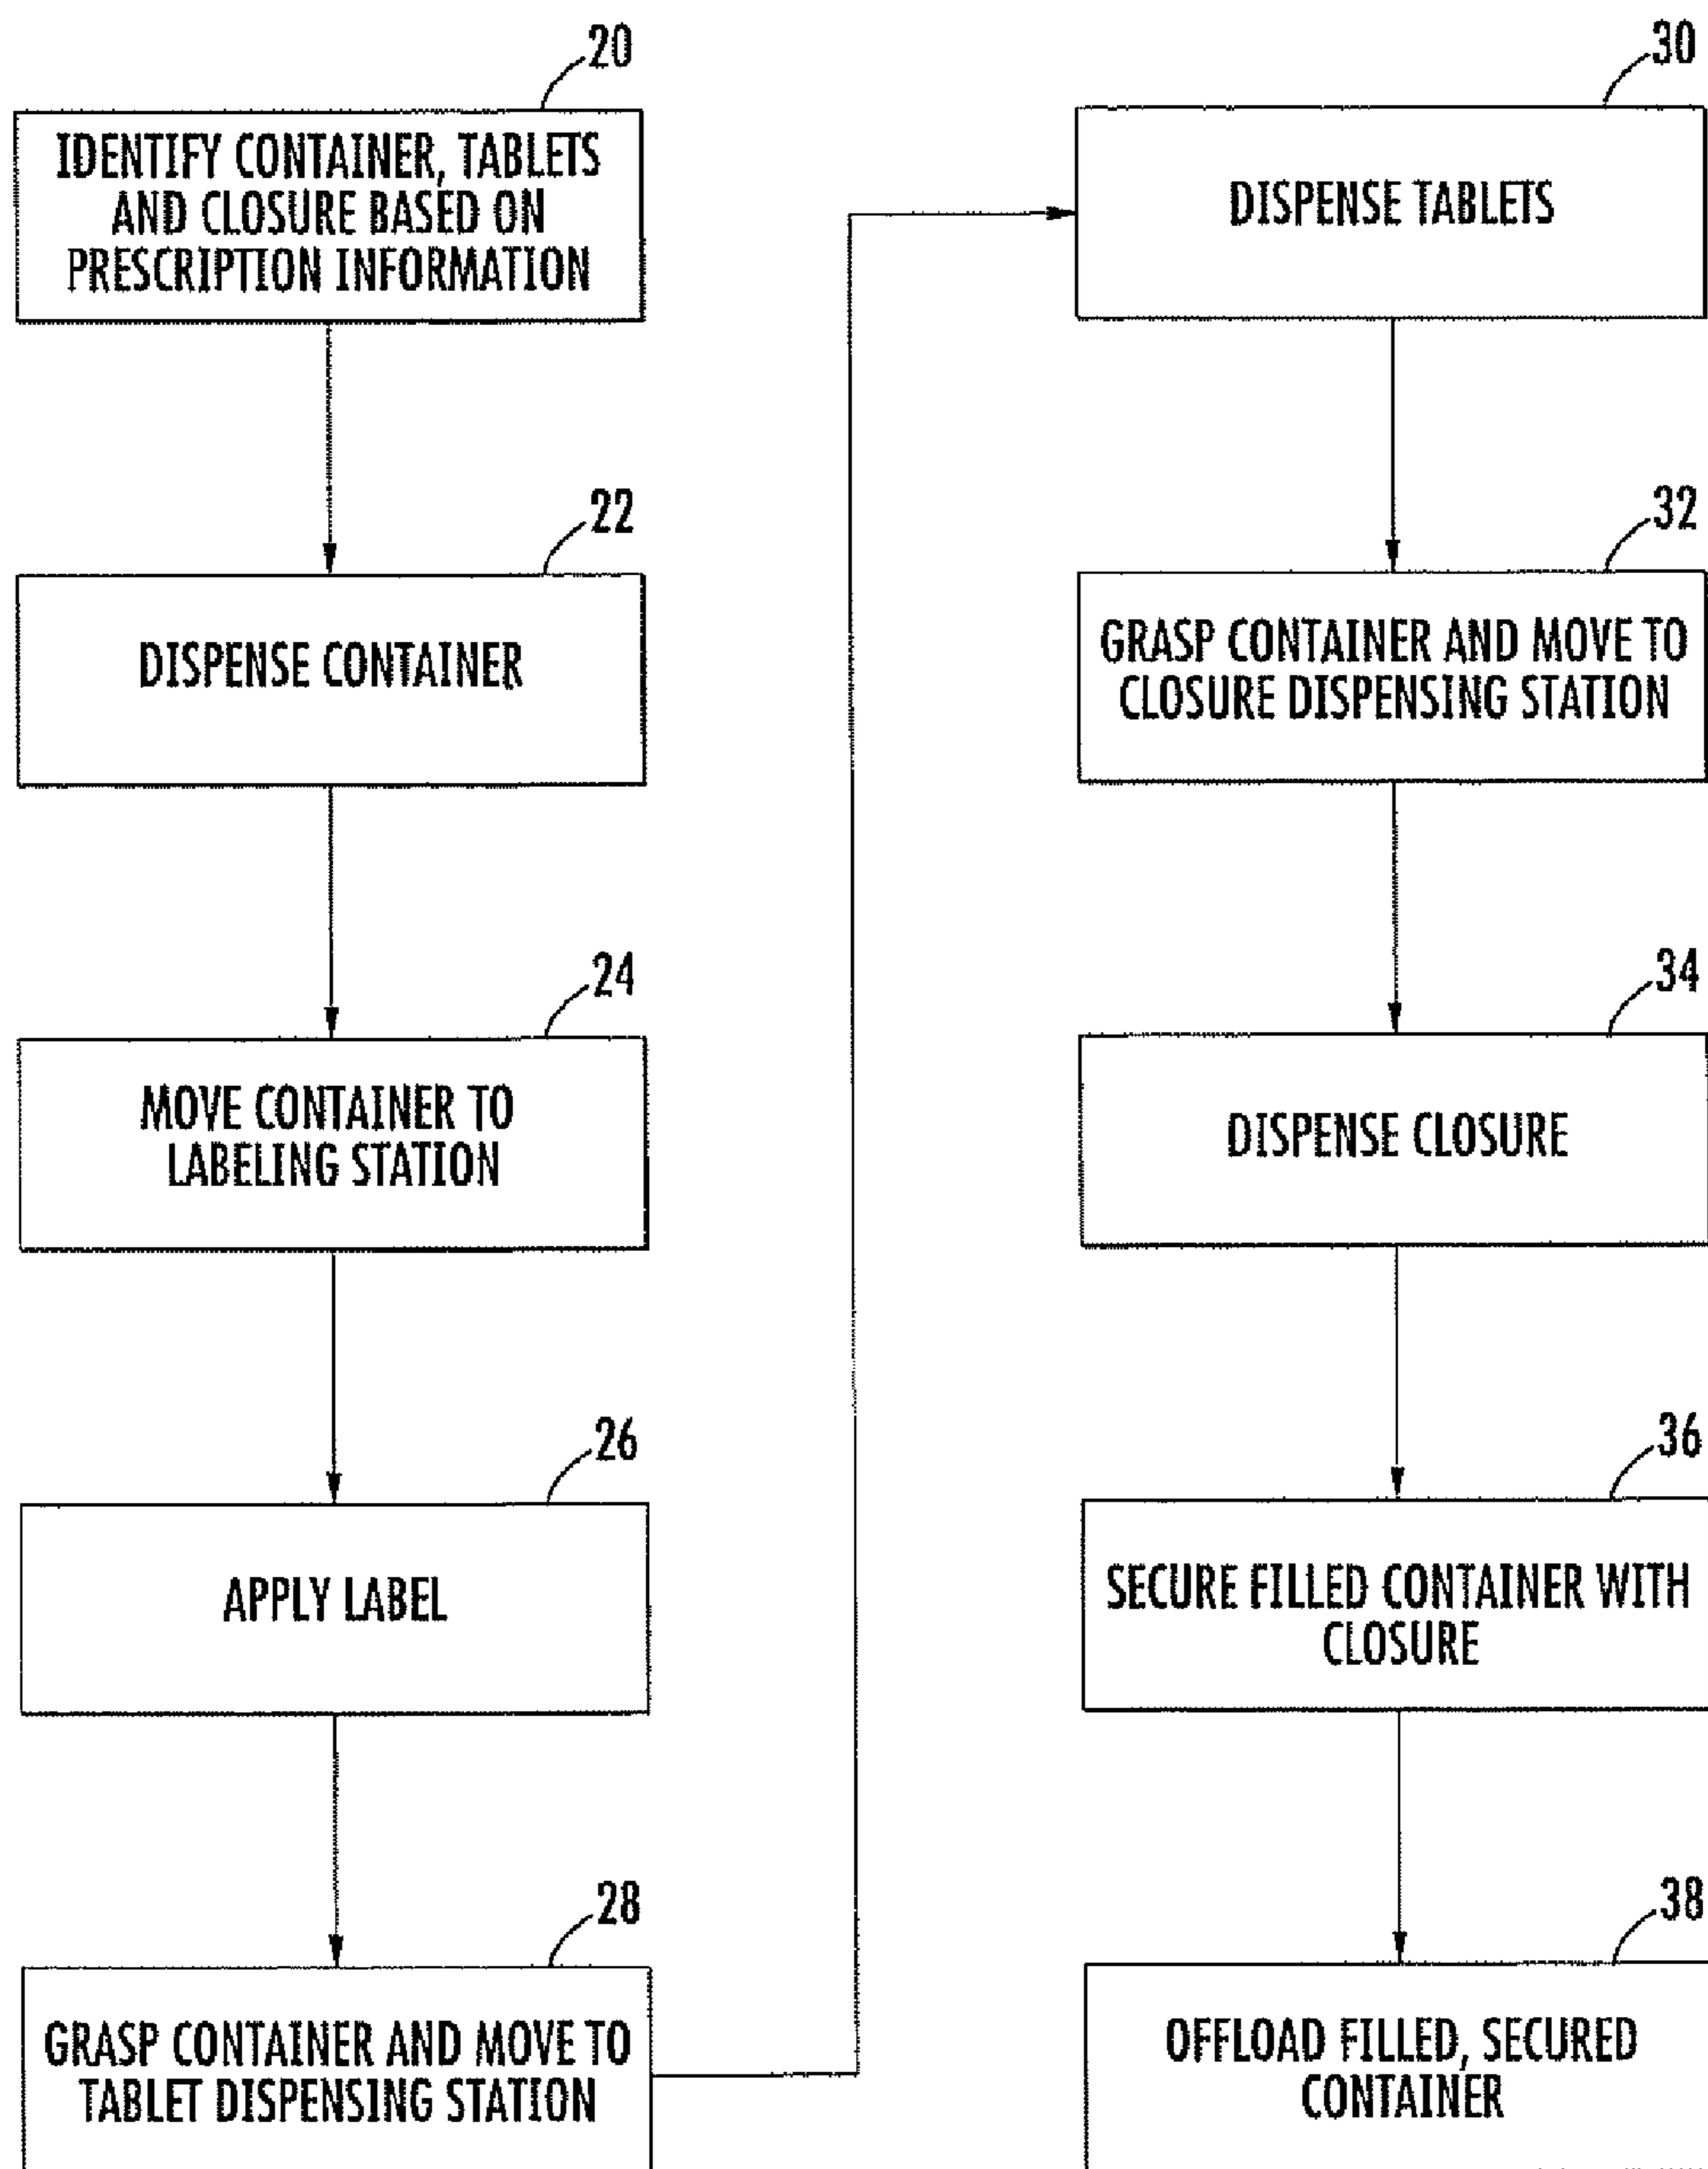 20
IDENTIFY CONTAINER, TABLETS
AND CLOSURE BASED ON
PRESCRIPTION INFORMATION
22
DISPENSE CONTAINER
24
MOVE CONTAINER TO
LABELING STATION
26
APPLY LABEL
28
GRASP CONTAINER AND MOVE TO
TABLET DISPENSING STATION
30
DISPENSE TABLETS
32
GRASP CONTAINER AND MOVE TO
CLOSURE DISPENSING STATION
34
DISPENSE CLOSURE
36
SECURE FILLED CONTAINER WITH
CLOSURE
38
OFFLOAD FILLED, SECURED
CONTAINER